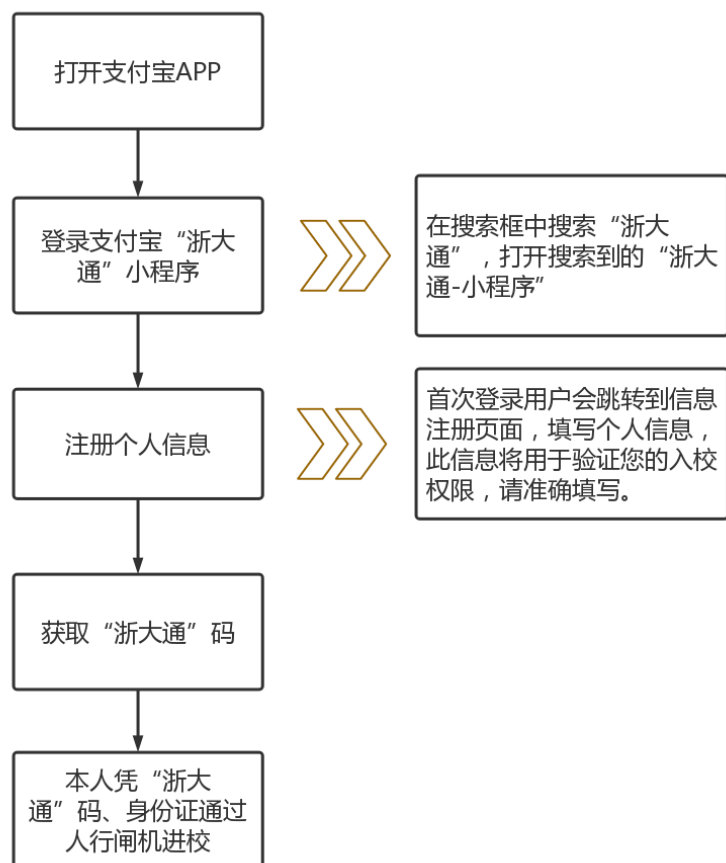 打开支付宝APP
登录支付宝“浙大
通”小程序
在搜索框中搜索“浙大
通”，打开搜索到的“浙大
通-小程序”
注册个人信息
首次登录用户会跳转到信息
注册页面，填写个人信息，
此信息将用于验证您的入校
权限，请准确填写。
获取“浙大通”码
本人凭“浙大
通”码、身份证通过
人行闸机进校